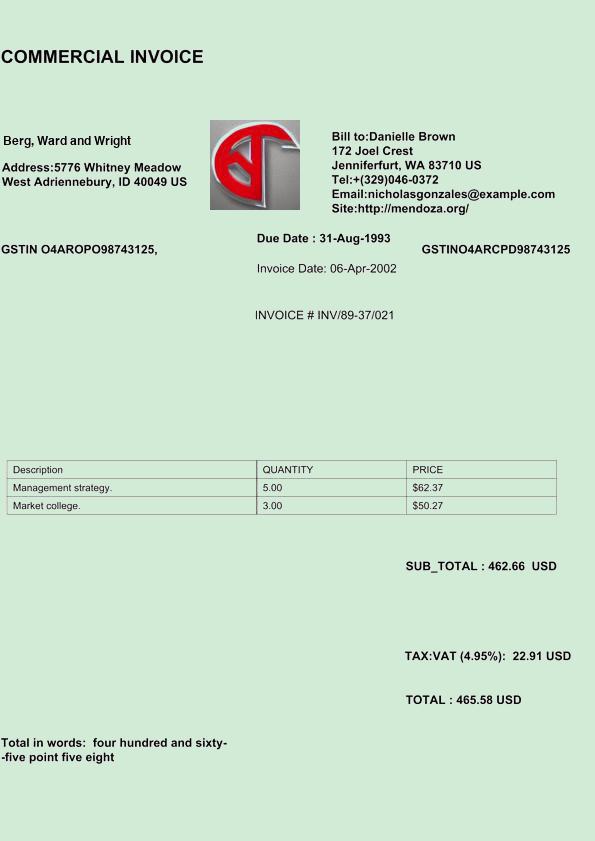 COMMERCIAL INVOICE
Berg, Ward and Wright
Address:5776 Whitney Meadow
West Adriennebury, ID 40049 US
Bill to:Danielle Brown
172 Joel Crest
Jenniferfurt, WA 83710 US
Tel:+(329)046-0372
Email:nicholasgonzales@example.com
Site:http://mendoza.org/
GSTIN O4AROPO98743125,
Due Date : 31-Aug-1993
GSTINO4ARCPD98743125
Invoice Date: 06-Apr-2002
INVOICE # INV/89-37/021
Description QUANTITY PRICE
Management strategy. 5.00 $62.37
Market college. 3.00 $50.27
SUB_TOTAL : 462.66 USD
TAX:VAT (4.95%): 22.91 USD
TOTAL : 465.58 USD
Total in words: four hundred and sixty-
-five point five eight